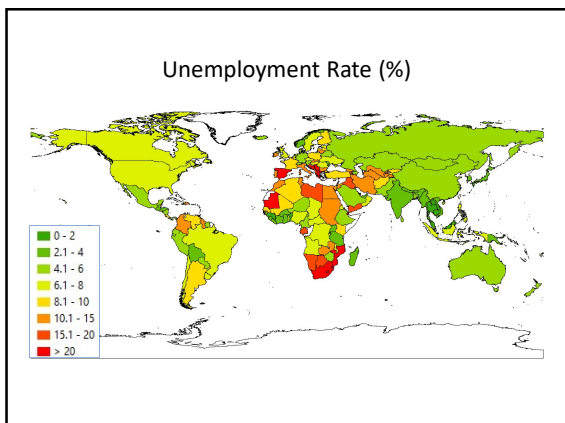 Unemployment Rate (%)
0 - 2
2.1 - 4
4.1 - 6
6.1 - 8
8.1 - 10
10.1 - 15
15.1 - 20
> 20